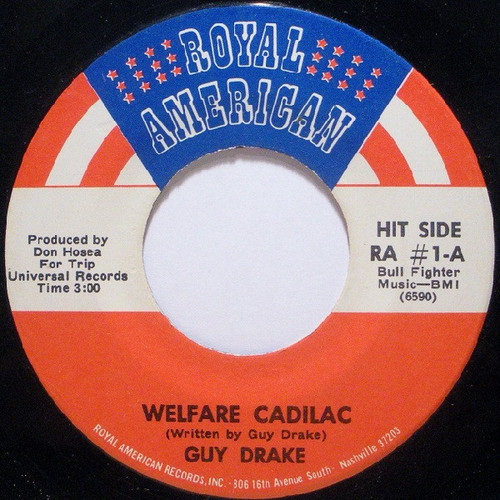 ROYAL
AMERICAN
Produced by
Don Hosea
For Trip
Universal Records
Time 3:00
HIT SIDE
RA #1-A
Bull Fighter
Music—BMI
(6590)
WELFARE CADILAC
(Written by Guy Drake)
GUY DRAKE
ROYAL AMERICAN RECORDS, INC. - 806 16th Avenue South - Nashville 37203